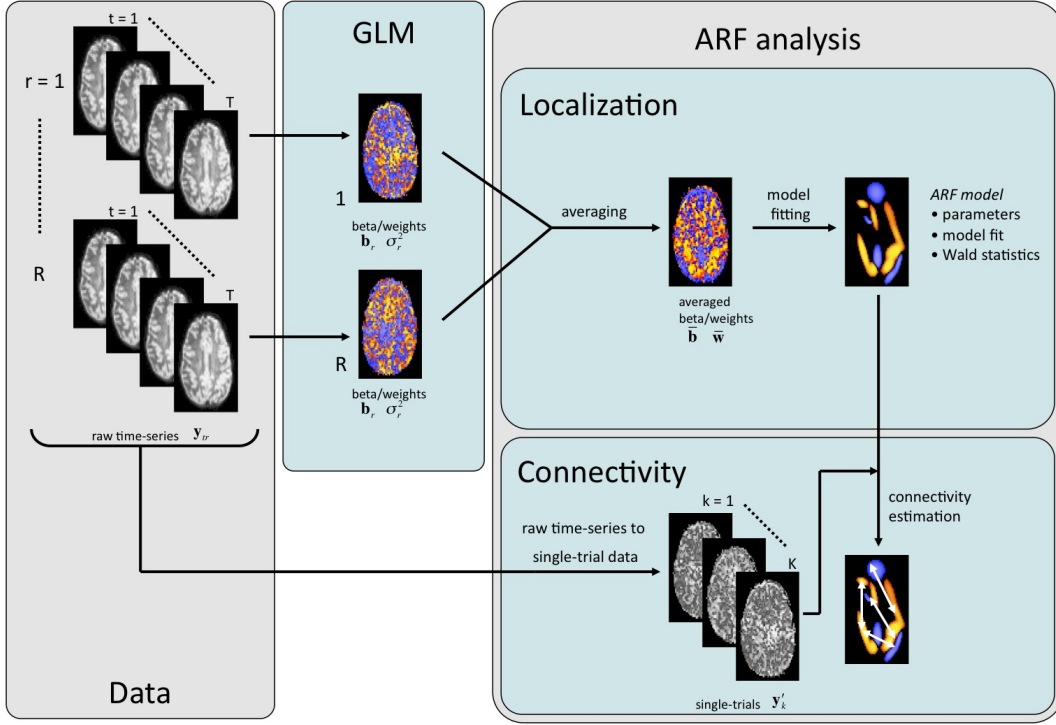 t = 1
r = 1
T
t = 1
R
T
raw time-series y_tr
Data
GLM
1
beta/weights
b_r σ_r^2
R
beta/weights
b_r σ_r^2
ARF analysis
Localization
averaging
averaged
beta/weights
b̄ w̄
model
fitting
ARF model
• parameters
• model fit
• Wald statistics
Connectivity
raw time-series to
single-trial data
k = 1
K
single-trials y′_k
connectivity
estimation